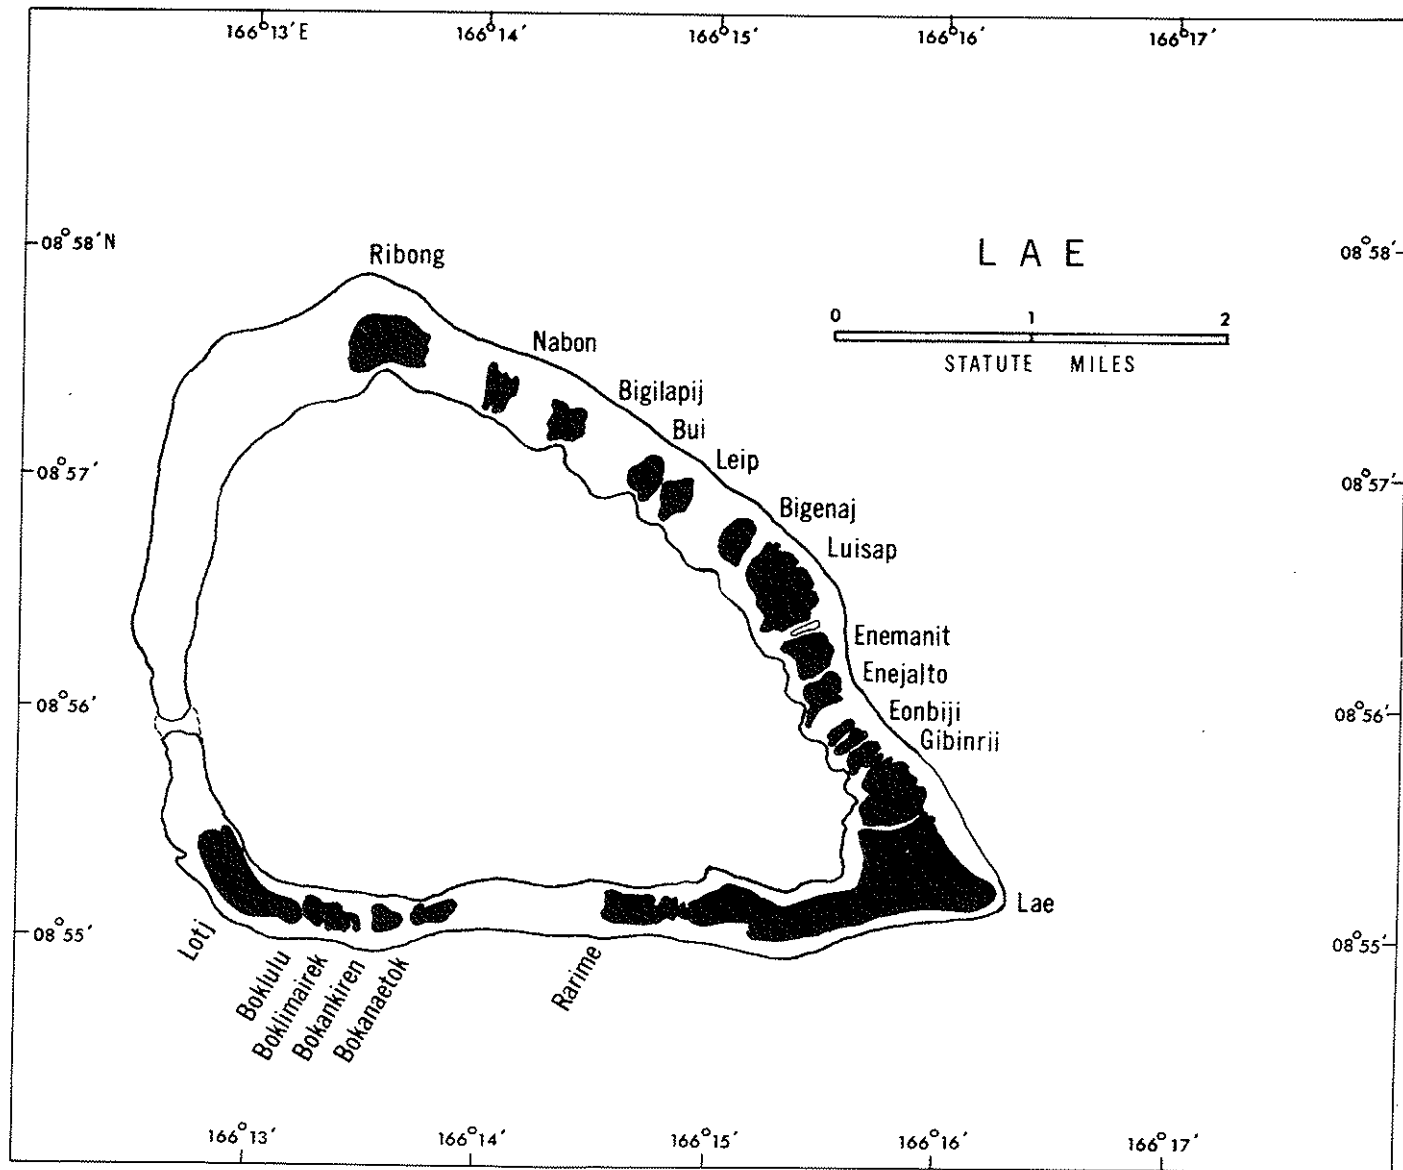 166°13′E 166°14′ 166°15′ 166°16′ 166°17′
08°58′N
08°58′
Ribong
LAE
0 1 2
STATUTE MILES
Nabon
Bigilapij
Bui
Leip
08°57′
08°57′
Bigenaj
Luisap
Enemanit
Enejalto
08°56′
08°56′
Eonbiji
Gibinrii
Lae
08°55′
08°55′
Lotj
Boklulu
Boklimairek
Bokankiren
Bokanaetok
Rarime
166°13′ 166°14′ 166°15′ 166°16′ 166°17′